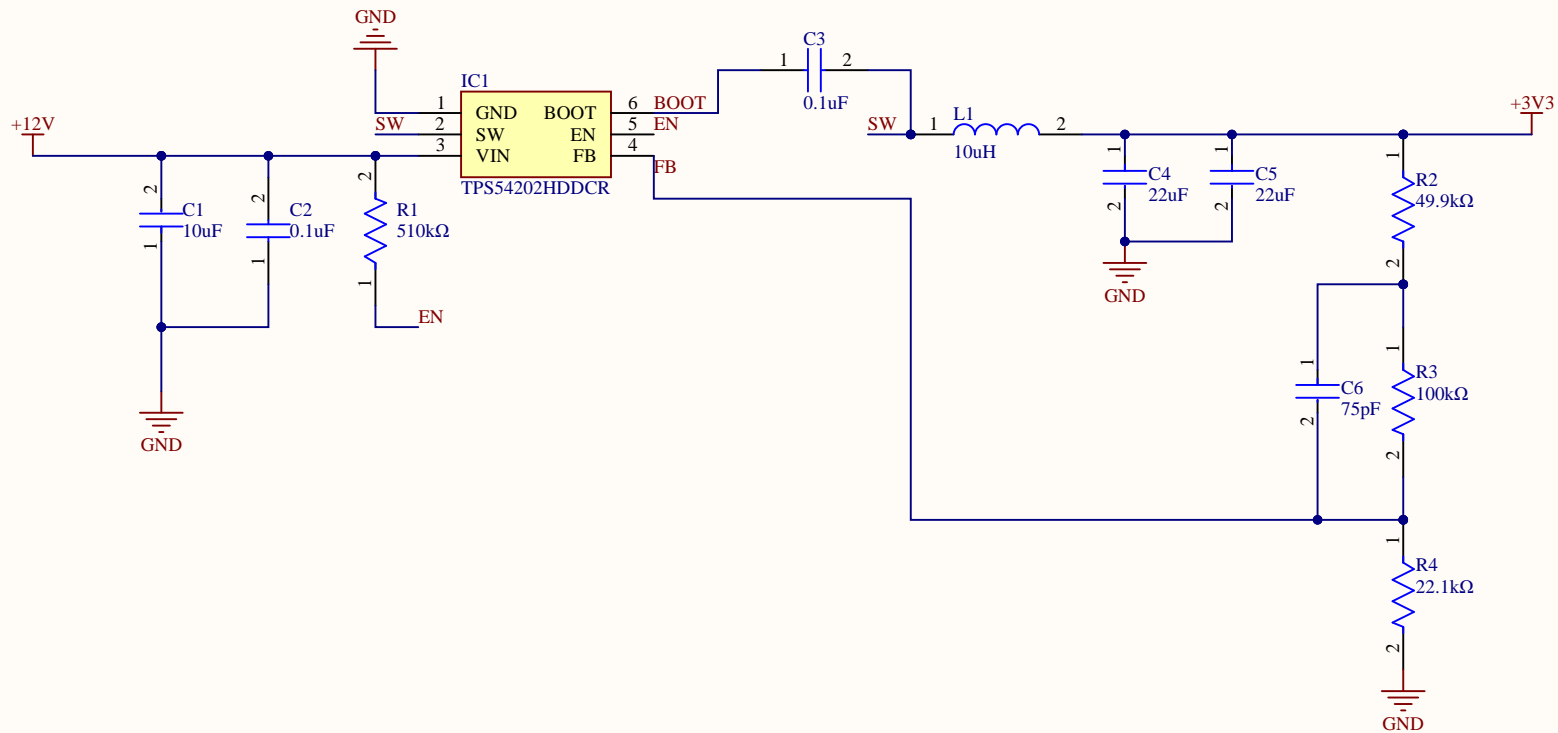 GND
C3
1 2
0.1uF
IC1
1 GND BOOT 6 BOOT
SW 2 SW EN 5 EN
3 VIN FB 4 FB
TPS54202HDDCR
+12V
2
C1
10uF
1
2
C2
0.1uF
1
2
R1
510kΩ
1
EN
GND
SW
L1
1 2
10uH
+3V3
1
C4
22uF
2
1
C5
22uF
2
GND
1
R2
49.9kΩ
2
1
C6
75pF
2
1
R3
100kΩ
2
1
R4
22.1kΩ
2
GND